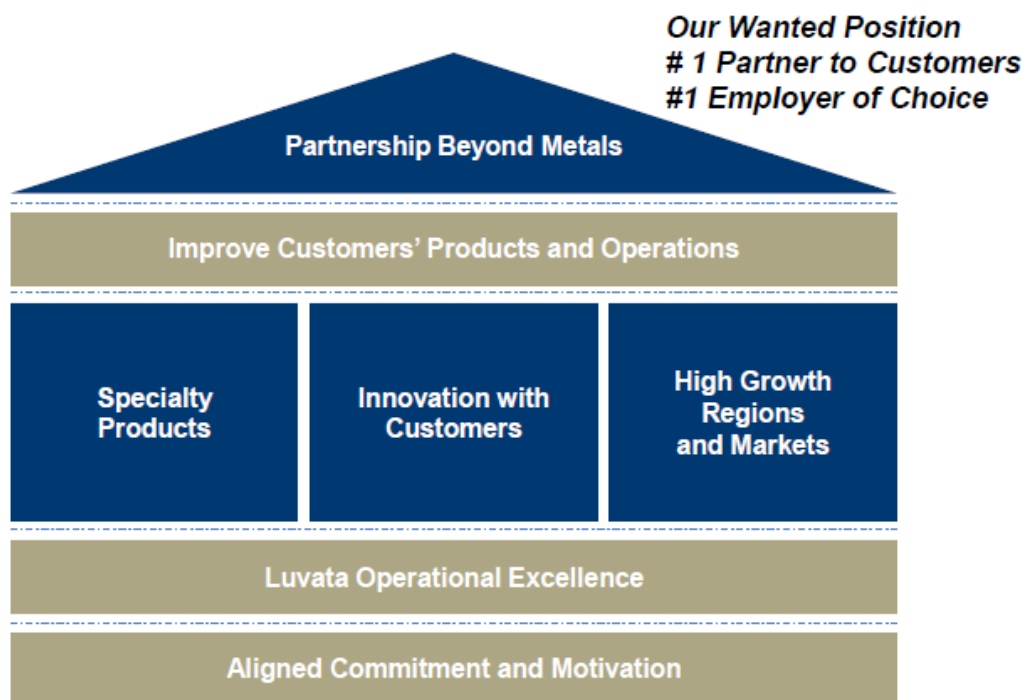 Our Wanted Position
# 1 Partner to Customers
#1 Employer of Choice
Partnership Beyond Metals
Improve Customers’ Products and Operations
Specialty
Products
Innovation with
Customers
High Growth
Regions
and Markets
Luvata Operational Excellence
Aligned Commitment and Motivation